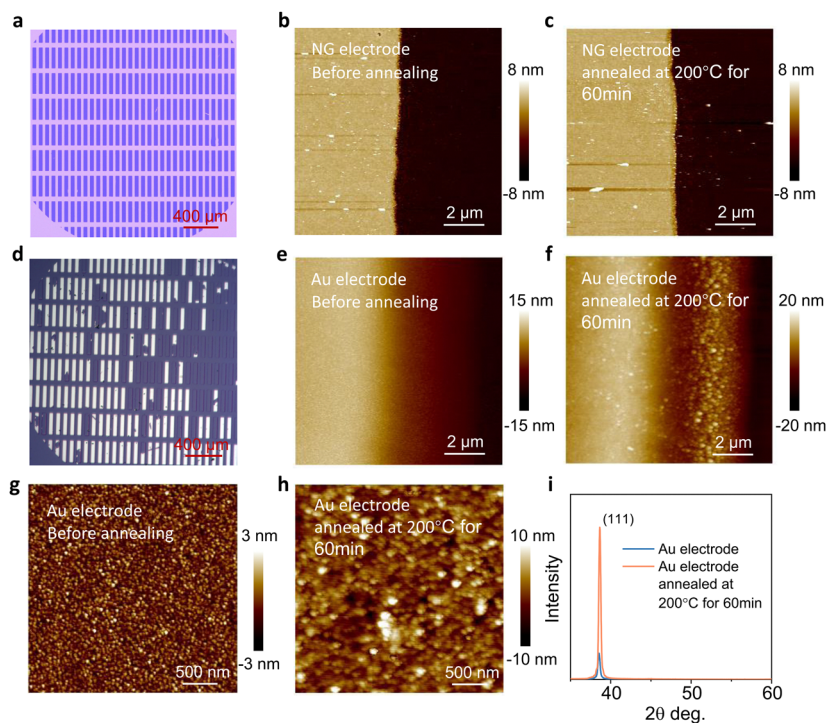 a
400 µm
b
NG electrode
Before annealing
2 µm
8 nm
-8 nm
c
NG electrode
annealed at 200°C for
60min
2 µm
8 nm
-8 nm
d
400 µm
e
Au electrode
Before annealing
2 µm
15 nm
-15 nm
f
Au electrode
annealed at 200°C for
60min
2 µm
20 nm
-20 nm
g
Au electrode
Before annealing
500 nm
3 nm
-3 nm
h
Au electrode
annealed at 200°C for
60min
500 nm
10 nm
-10 nm
i
(111)
Au electrode
Au electrode
annealed at
200°C for 60min
Intensity
40
50
60
2θ deg.